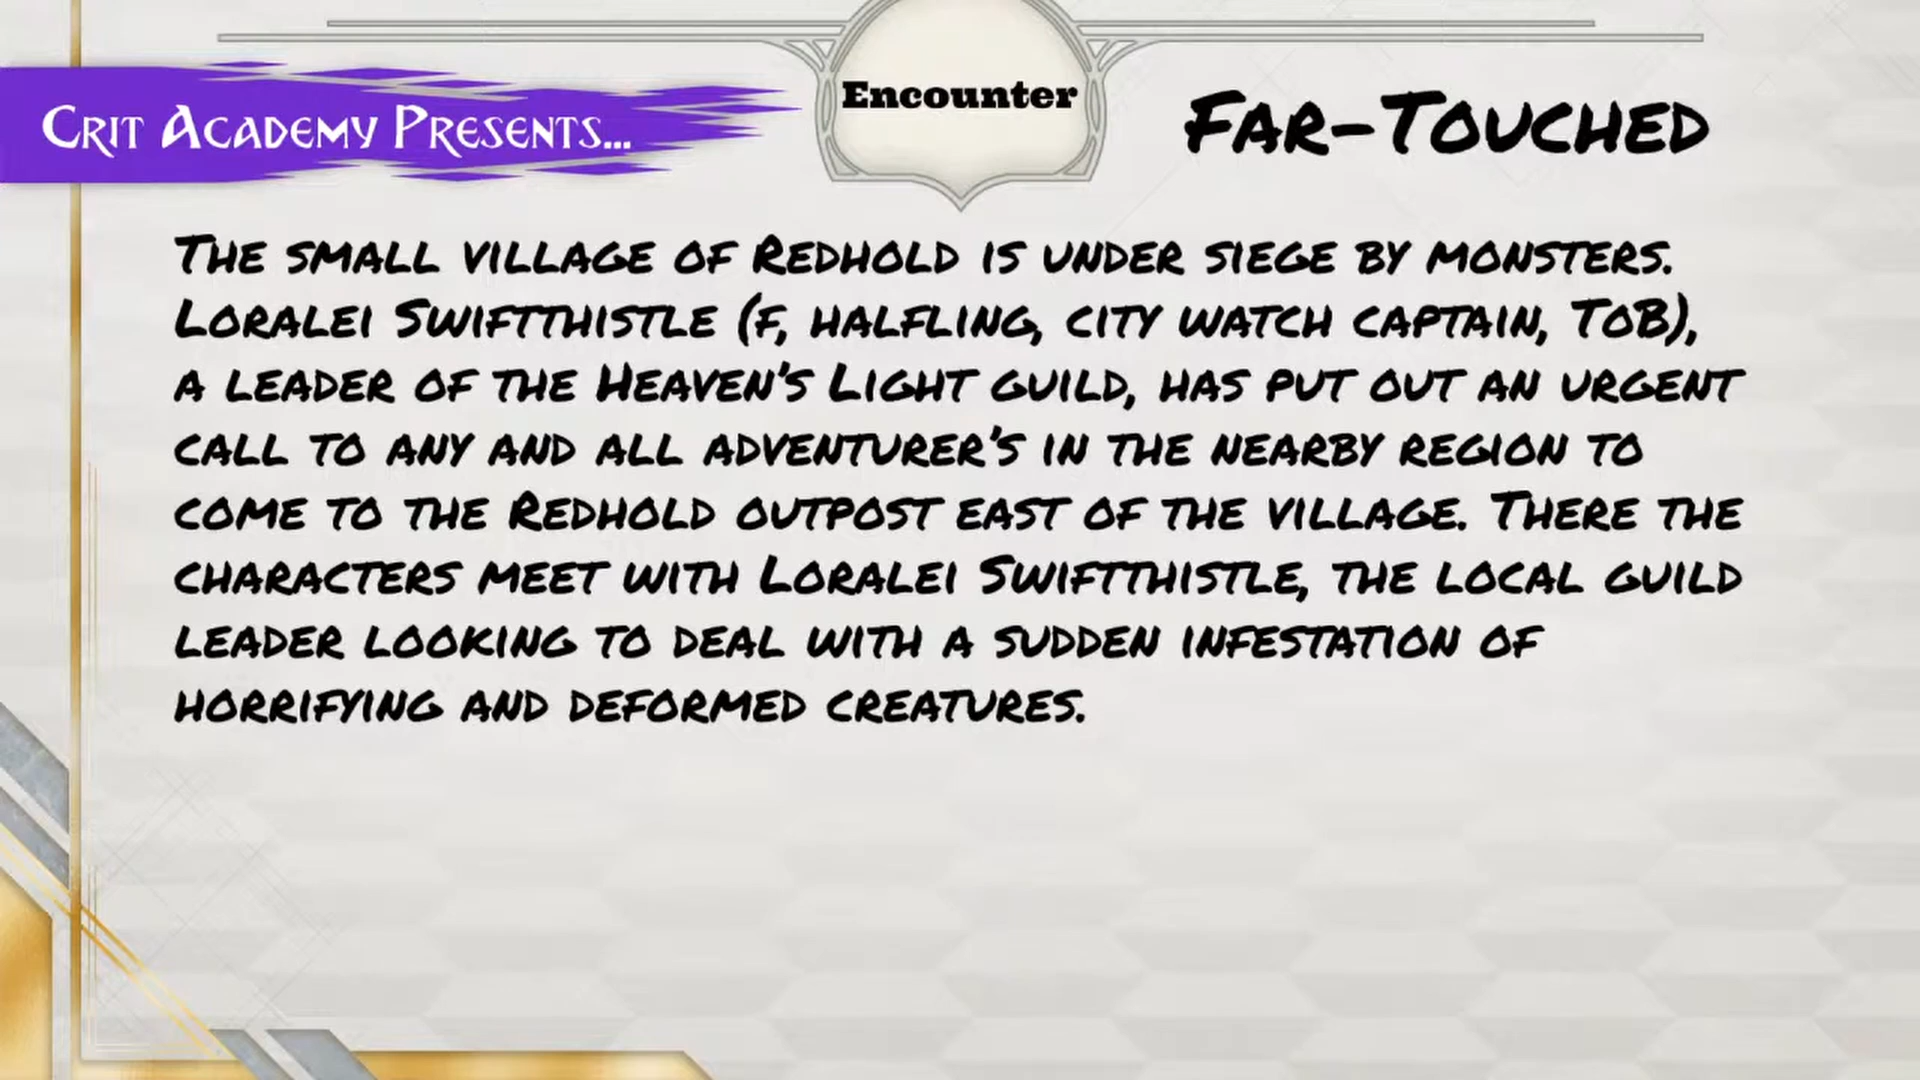 Crit Academy Presents...
Encounter
Far-Touched
The small village of Redhold is under siege by monsters.
Loralei Swiftthistle (f, halfling, city watch captain, ToB),
a leader of the Heaven's Light guild, has put out an urgent
call to any and all adventurer's in the nearby region to
come to the Redhold outpost east of the village. There the
characters meet with Loralei Swiftthistle, the local guild
leader looking to deal with a sudden infestation of
horrifying and deformed creatures.